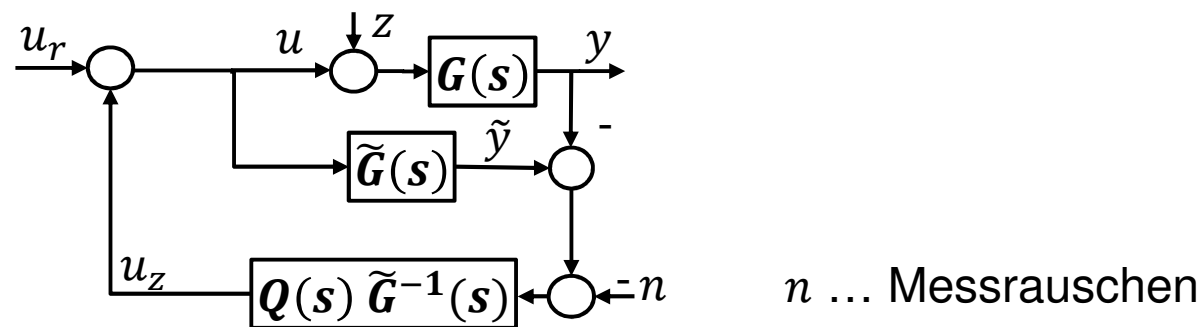 u_r u z G(s) y
-
G̃(s) ỹ
u_z Q(s) G̃⁻¹(s) - n n … Messrauschen